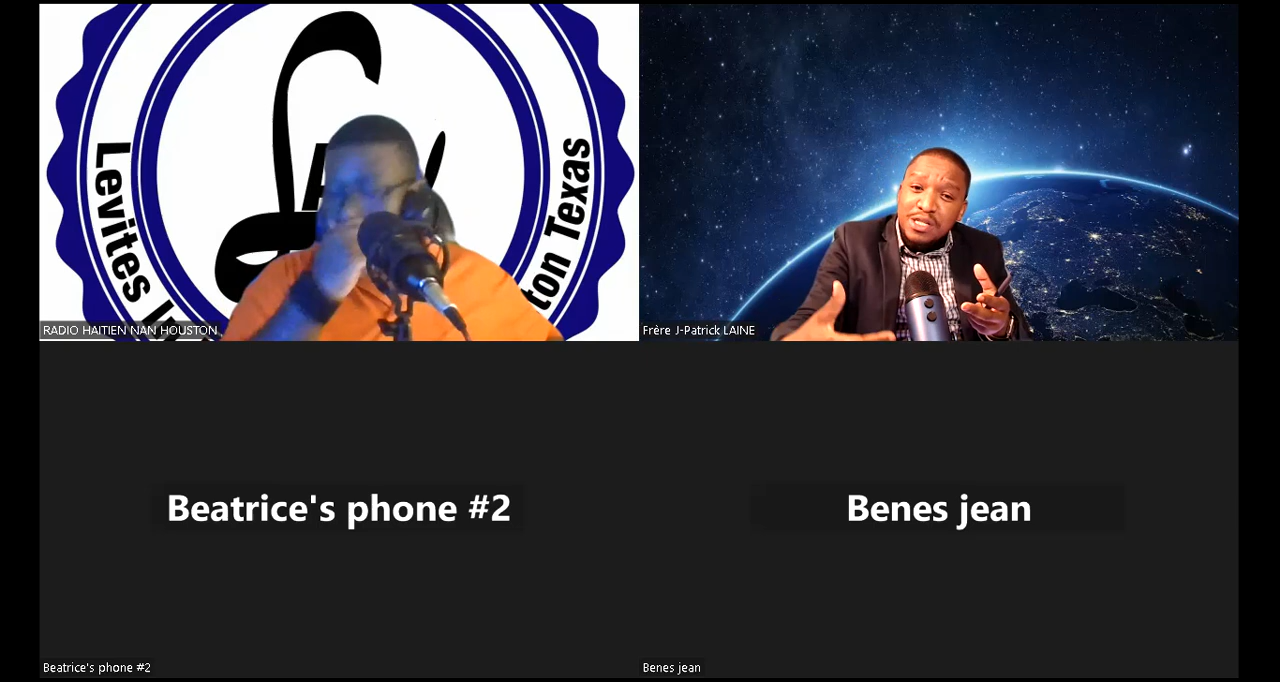 Levites
ton Texas
RADIO HAITIEN NAN HOUSTON
Frère J-Patrick LAINE
Beatrice's phone #2
Benes jean
Beatrice's phone #2
Benes jean